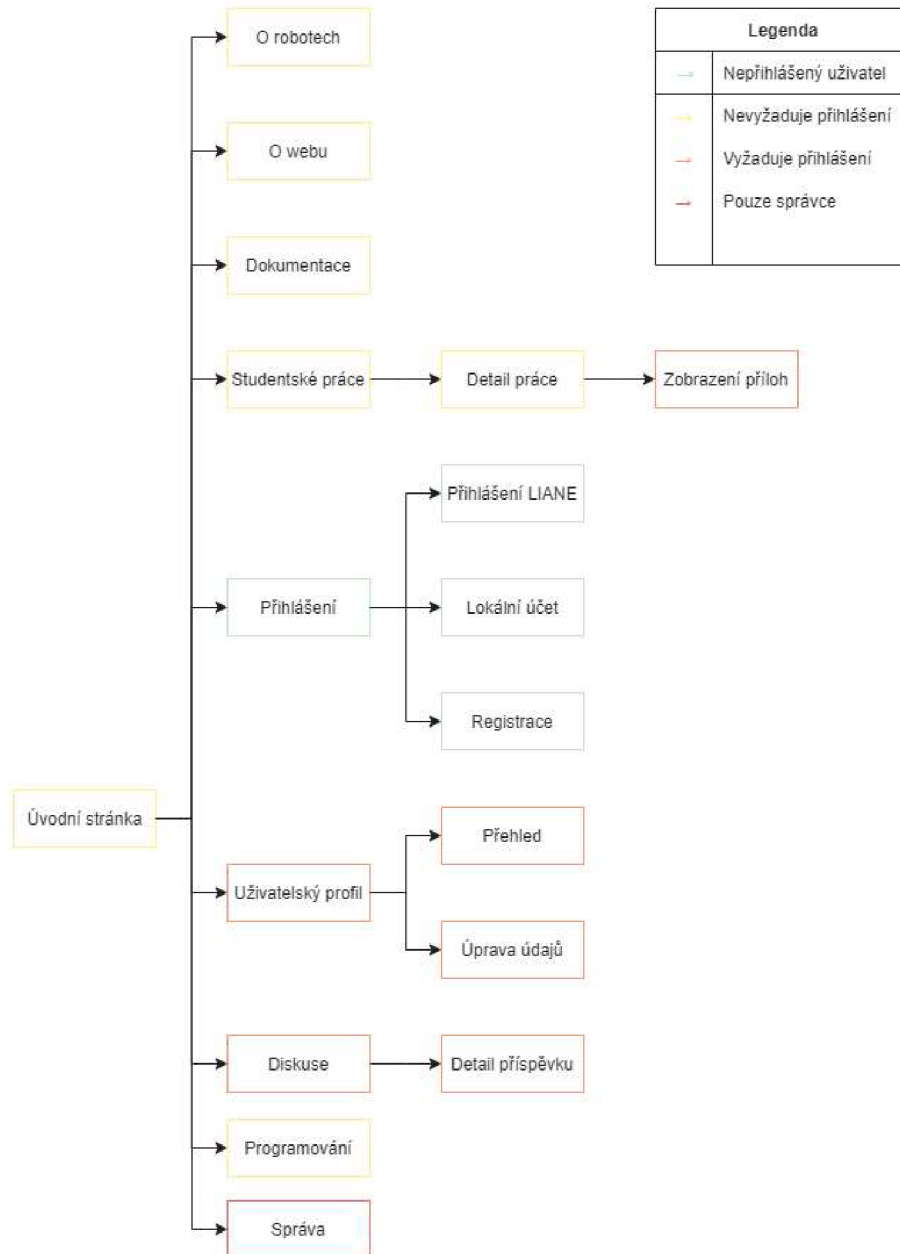 O robotech
Legenda
Nepřihlášený uživatel
Nevyžaduje přihlášení
Vyžaduje přihlášení
Pouze správce
O webu
Dokumentace
Studentské práce
Detail práce
Zobrazení příloh
Přihlášení LIANE
Přihlášení
Lokální účet
Registrace
Úvodní stránka
Přehled
Uživatelský profil
Úprava údajů
Diskuse
Detail příspěvku
Programování
Správa